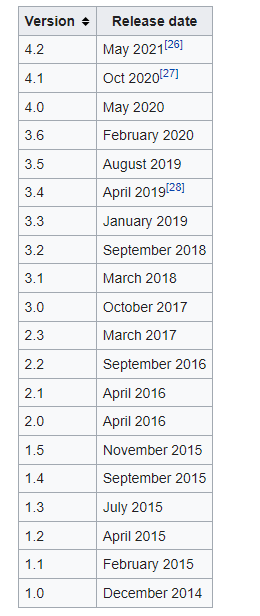 Version Release date
4.2 May 2021[26]
4.1 Oct 2020[27]
4.0 May 2020
3.6 February 2020
3.5 August 2019
3.4 April 2019[28]
3.3 January 2019
3.2 September 2018
3.1 March 2018
3.0 October 2017
2.3 March 2017
2.2 September 2016
2.1 April 2016
2.0 April 2016
1.5 November 2015
1.4 September 2015
1.3 July 2015
1.2 April 2015
1.1 February 2015
1.0 December 2014